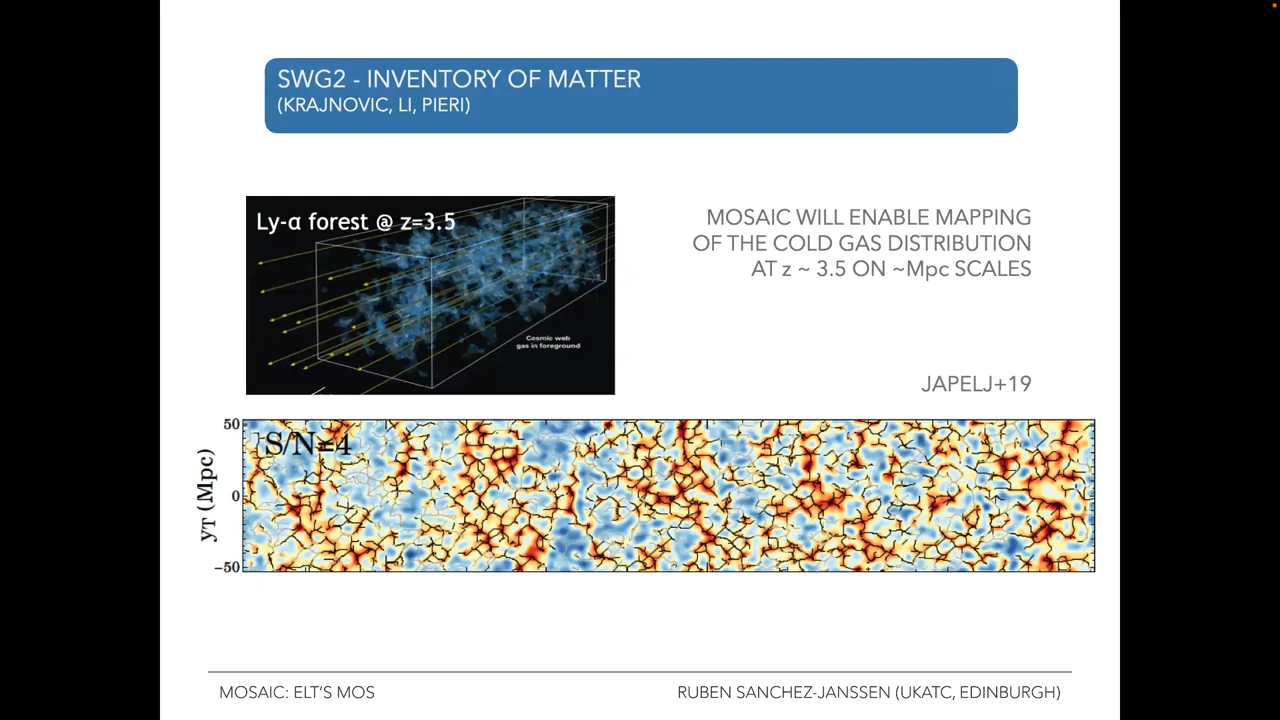 SWG2 - INVENTORY OF MATTER
(KRAJNOVIC, LI, PIERI)
Ly-α forest @ z=3.5
Cosmic web
gas in foreground
MOSAIC WILL ENABLE MAPPING
OF THE COLD GAS DISTRIBUTION
AT z ~ 3.5 ON ~Mpc SCALES
JAPELJ+19
50
0
−50
yT (Mpc)
S/N=4
MOSAIC: ELT'S MOS
RUBEN SANCHEZ-JANSSEN (UKATC, EDINBURGH)